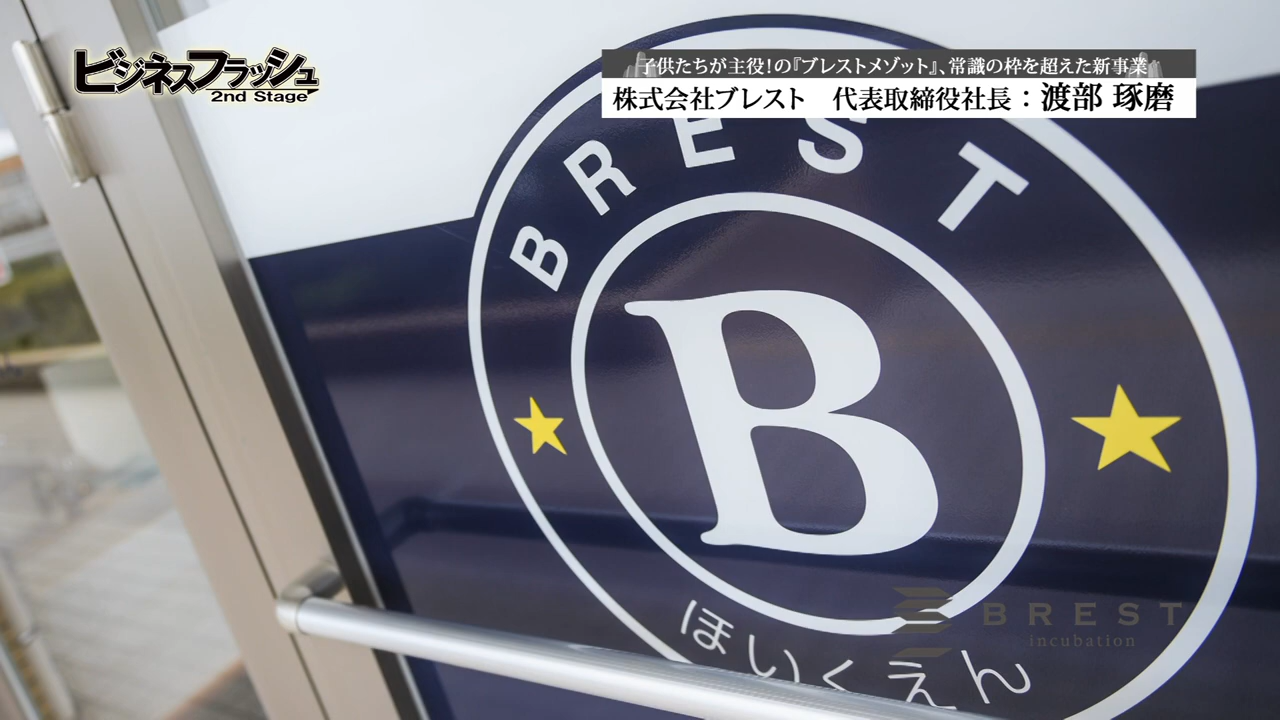 ビジネスフラッシュ
2nd Stage
子供たちが主役!の『ブレストメゾット』、常識の枠を超えた新事業
株式会社ブレスト 代表取締役社長:渡部 琢磨
BREST
B
ほいくえん
BREST
incubation